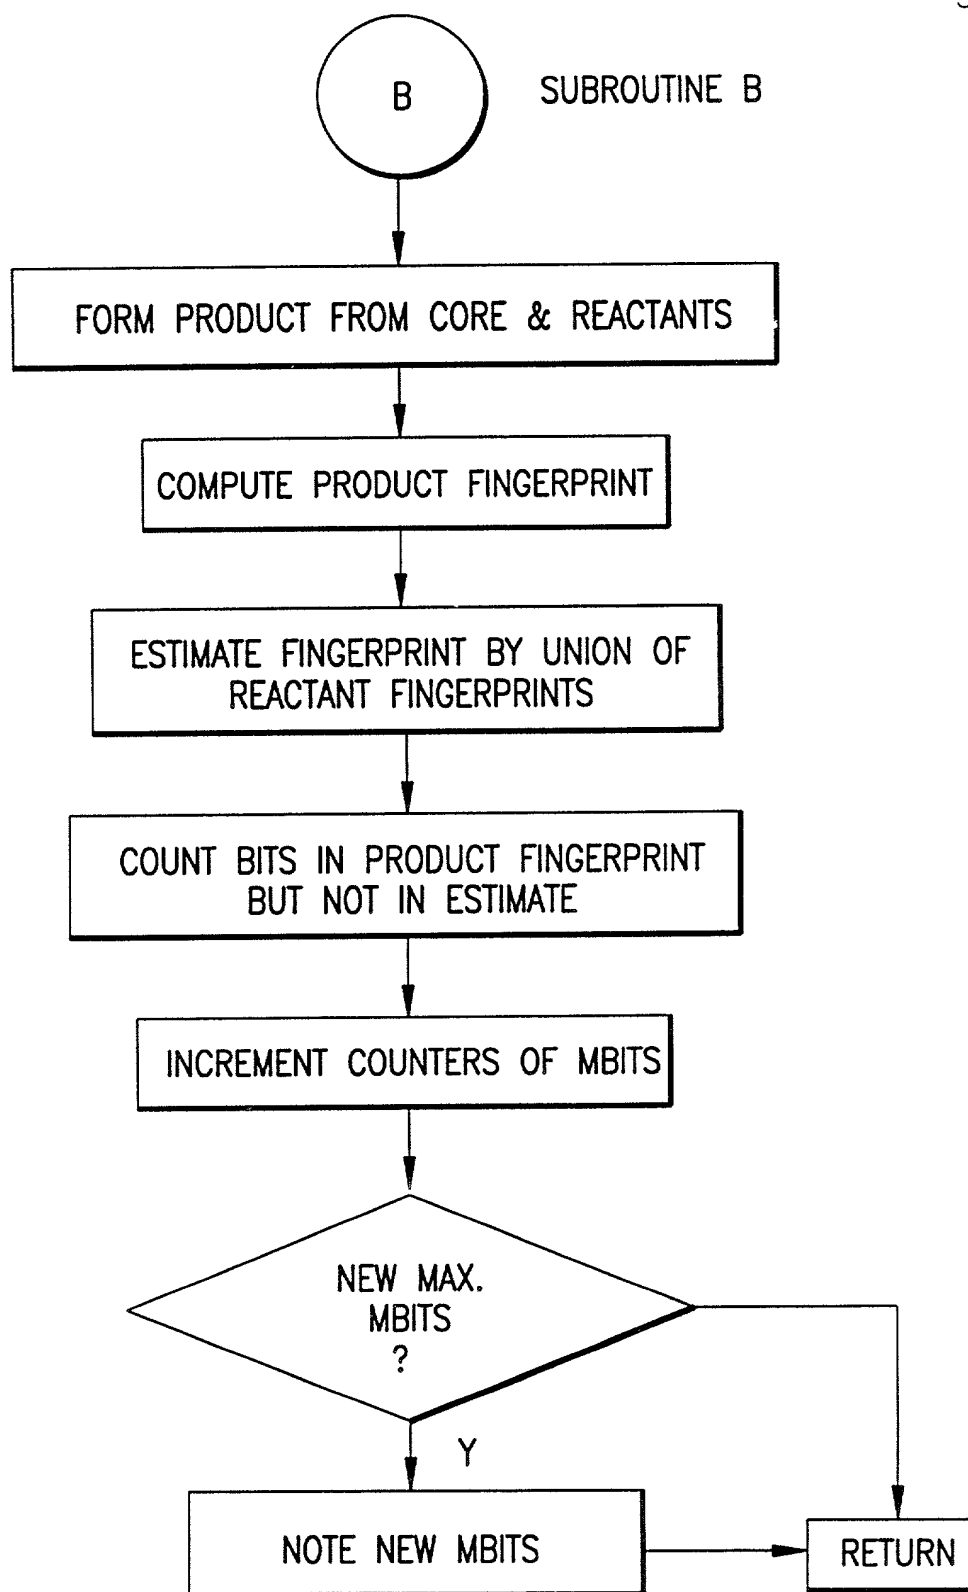 B
SUBROUTINE B
FORM PRODUCT FROM CORE & REACTANTS
COMPUTE PRODUCT FINGERPRINT
ESTIMATE FINGERPRINT BY UNION OF
REACTANT FINGERPRINTS
COUNT BITS IN PRODUCT FINGERPRINT
BUT NOT IN ESTIMATE
INCREMENT COUNTERS OF MBITS
NEW MAX.
MBITS
?
Y
NOTE NEW MBITS
RETURN